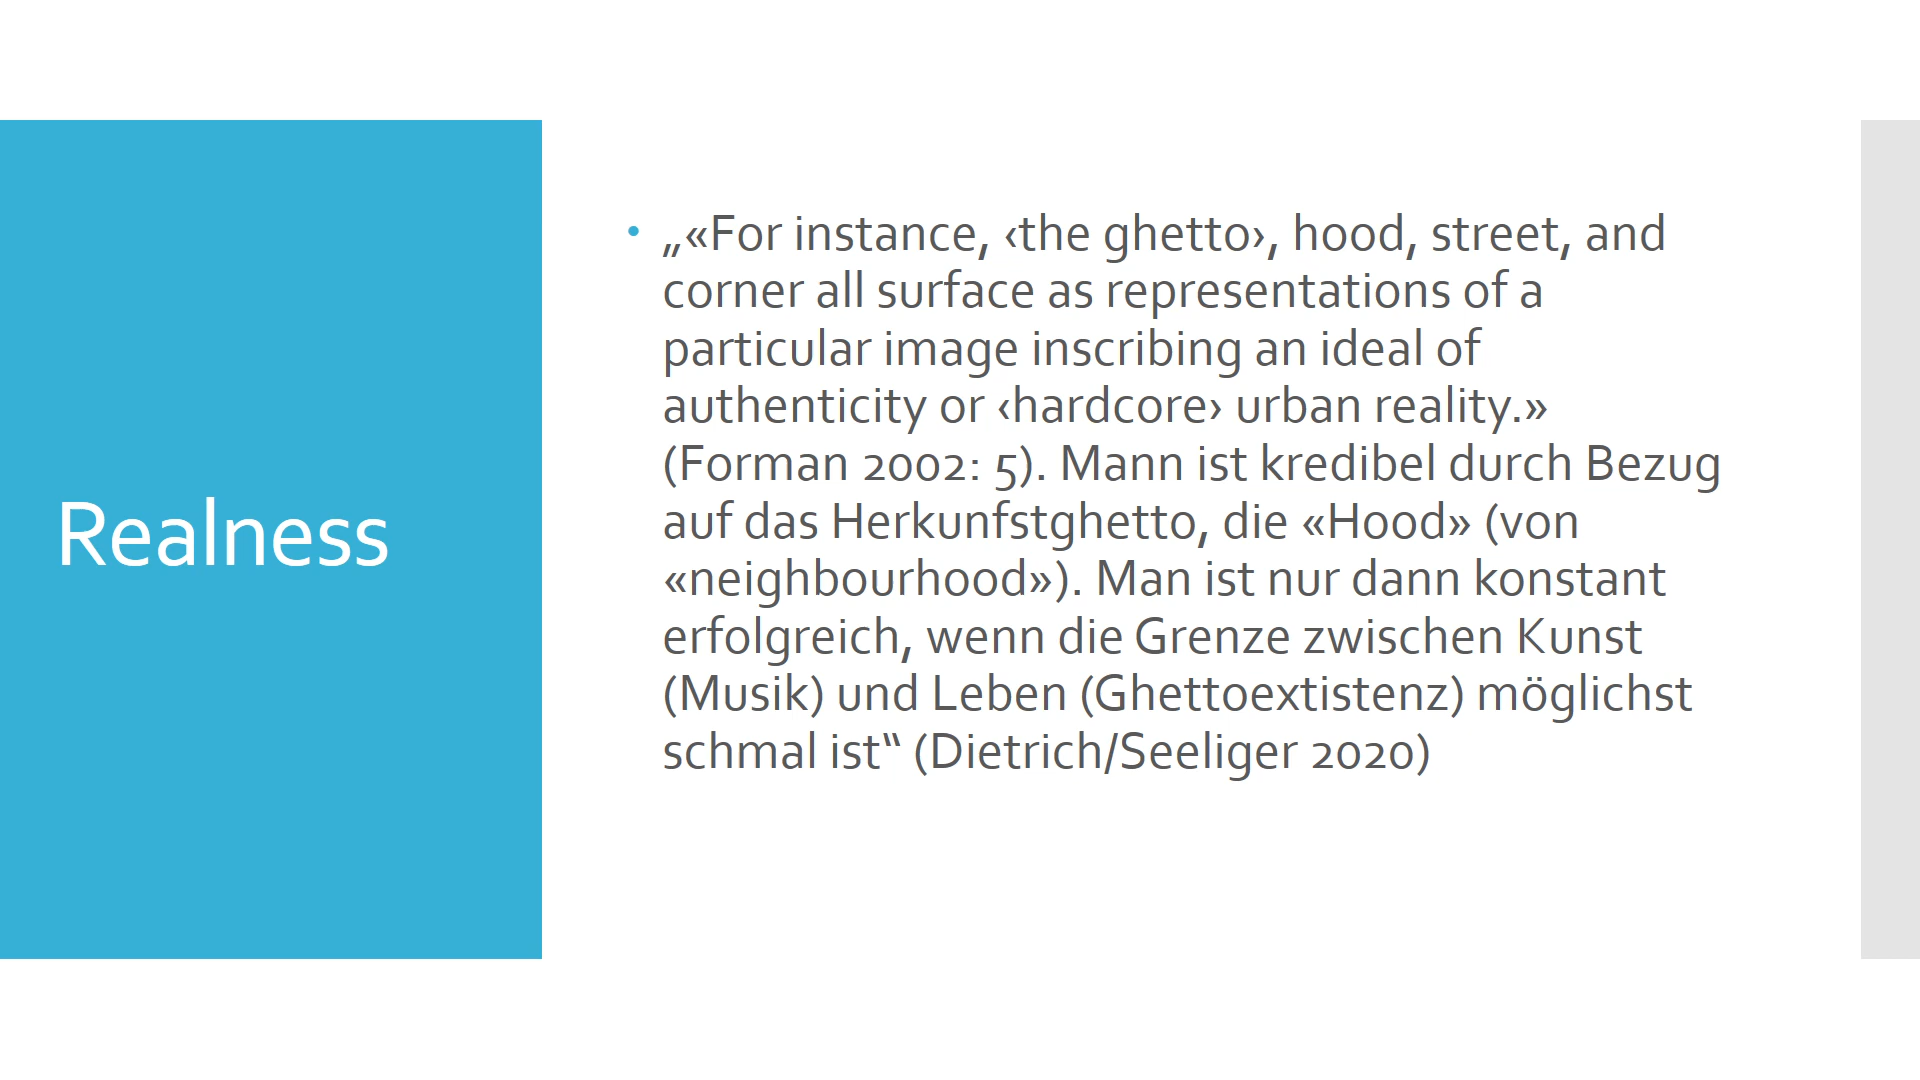 Realness
• „«For instance, ‹the ghetto›, hood, street, and
corner all surface as representations of a
particular image inscribing an ideal of
authenticity or ‹hardcore› urban reality.»
(Forman 2002: 5). Mann ist kredibel durch Bezug
auf das Herkunfstghetto, die «Hood» (von
«neighbourhood»). Man ist nur dann konstant
erfolgreich, wenn die Grenze zwischen Kunst
(Musik) und Leben (Ghettoextistenz) möglichst
schmal ist“ (Dietrich/Seeliger 2020)